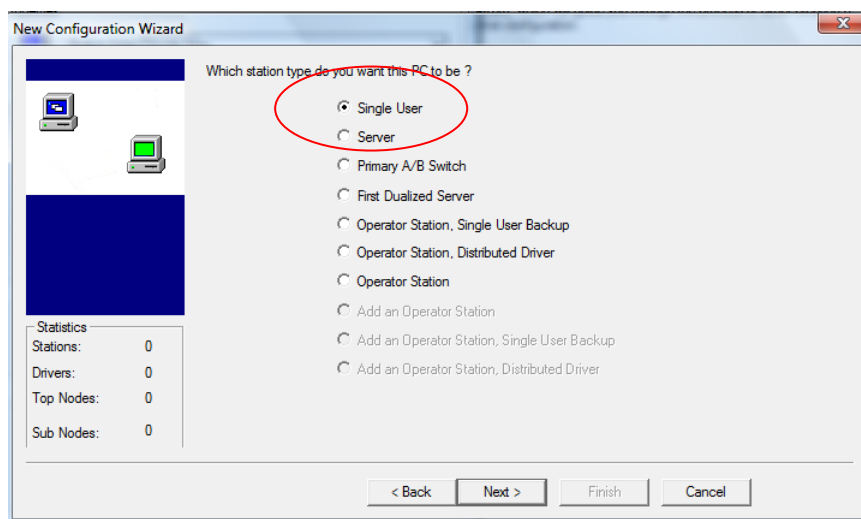 New Configuration Wizard
Which station type do you want this PC to be ?
Single User
Server
Primary A/B Switch
First Dualized Server
Operator Station, Single User Backup
Operator Station, Distributed Driver
Operator Station
Add an Operator Station
Add an Operator Station, Single User Backup
Add an Operator Station, Distributed Driver
Statistics
Stations: 0
Drivers: 0
Top Nodes: 0
Sub Nodes: 0
< Back Next > Finish Cancel